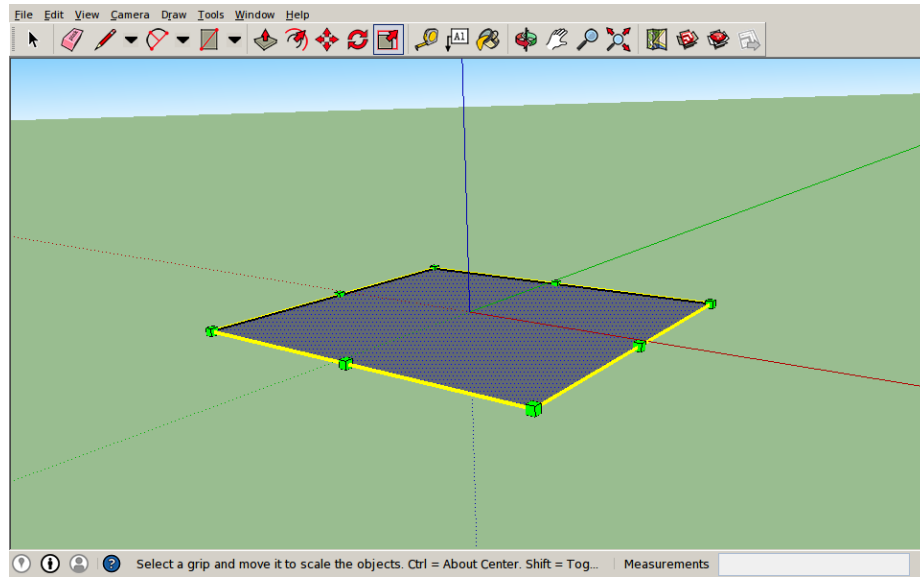 File Edit View Camera Draw Tools Window Help
A1
Select a grip and move it to scale the objects. Ctrl = About Center. Shift = Tog... Measurements